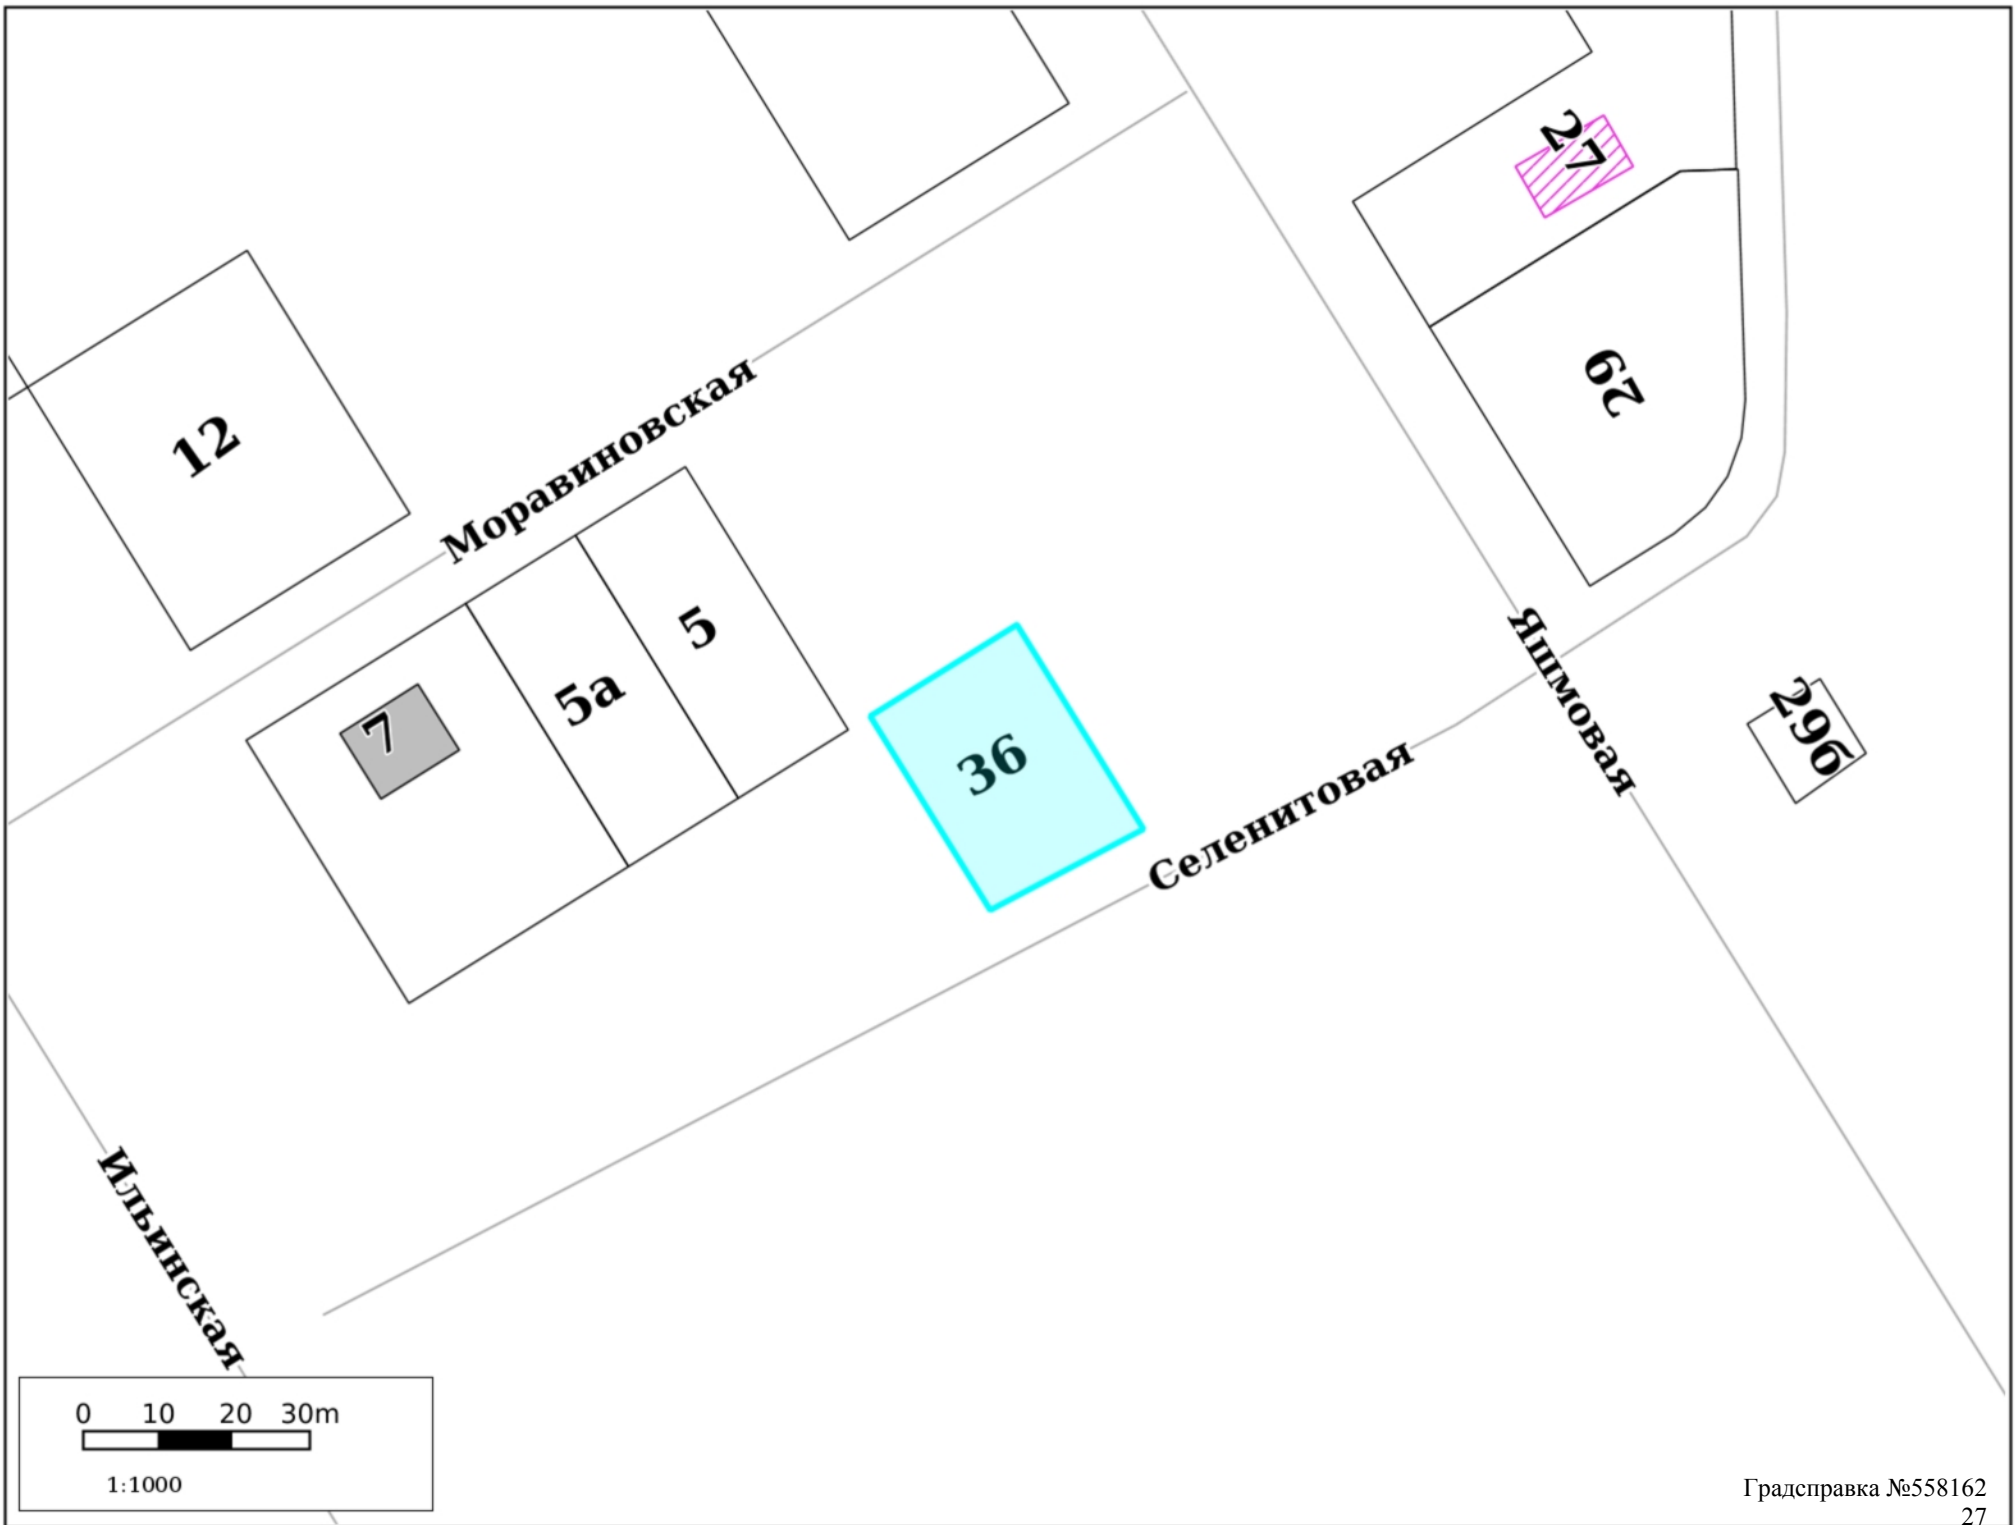 27
29
12
Моравиновская
5
5а
7
36
Яшмовая
29б
Селенитовая
Ильинская
0 10 20 30m
1:1000
Градсправка №558162
27